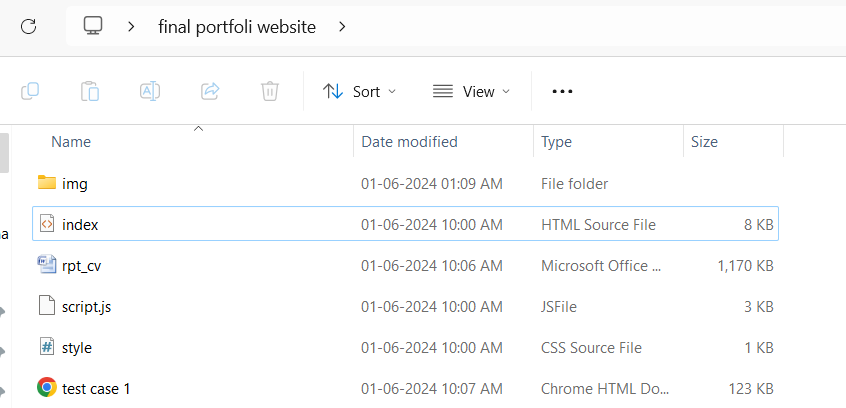 final portfoli website
Sort View
Name Date modified Type Size
img 01-06-2024 01:09 AM File folder
index 01-06-2024 10:00 AM HTML Source File 8 KB
rpt_cv 01-06-2024 10:06 AM Microsoft Office ... 1,170 KB
script.js 01-06-2024 10:00 AM JSFile 3 KB
style 01-06-2024 10:00 AM CSS Source File 1 KB
test case 1 01-06-2024 10:07 AM Chrome HTML Do... 123 KB